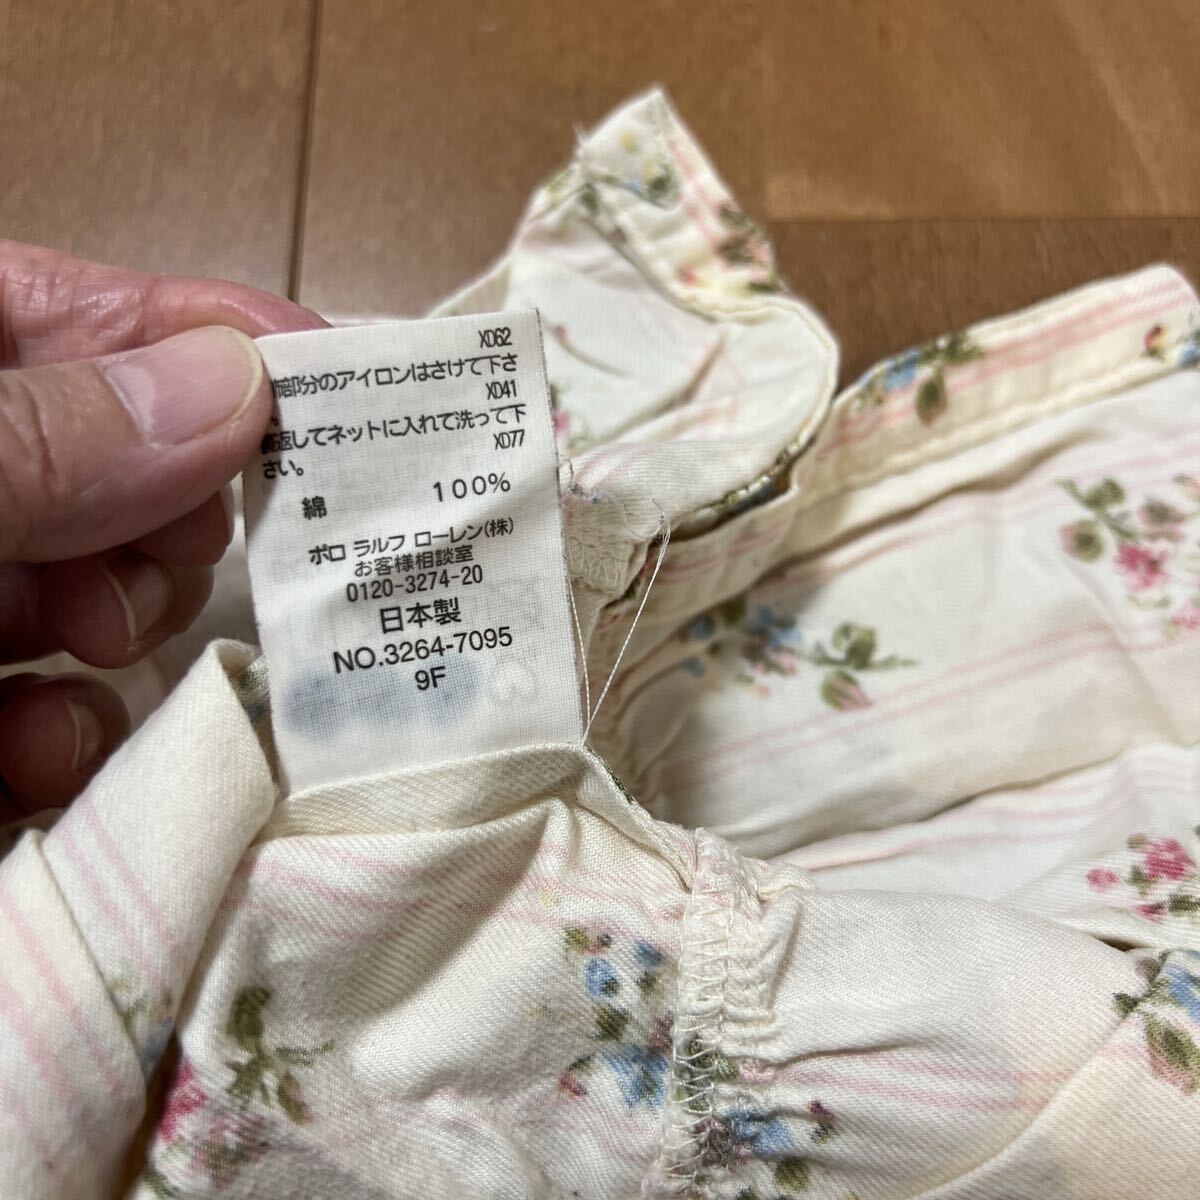 XD62
部分のアイロンはさけて下さ
XD41
。
返してネットに入れて洗って下
XD77
さい。
綿 100%
ポロ ラルフ ローレン(株)
お客様相談室
0120-3274-20
日本製
NO.3264-7095
9F